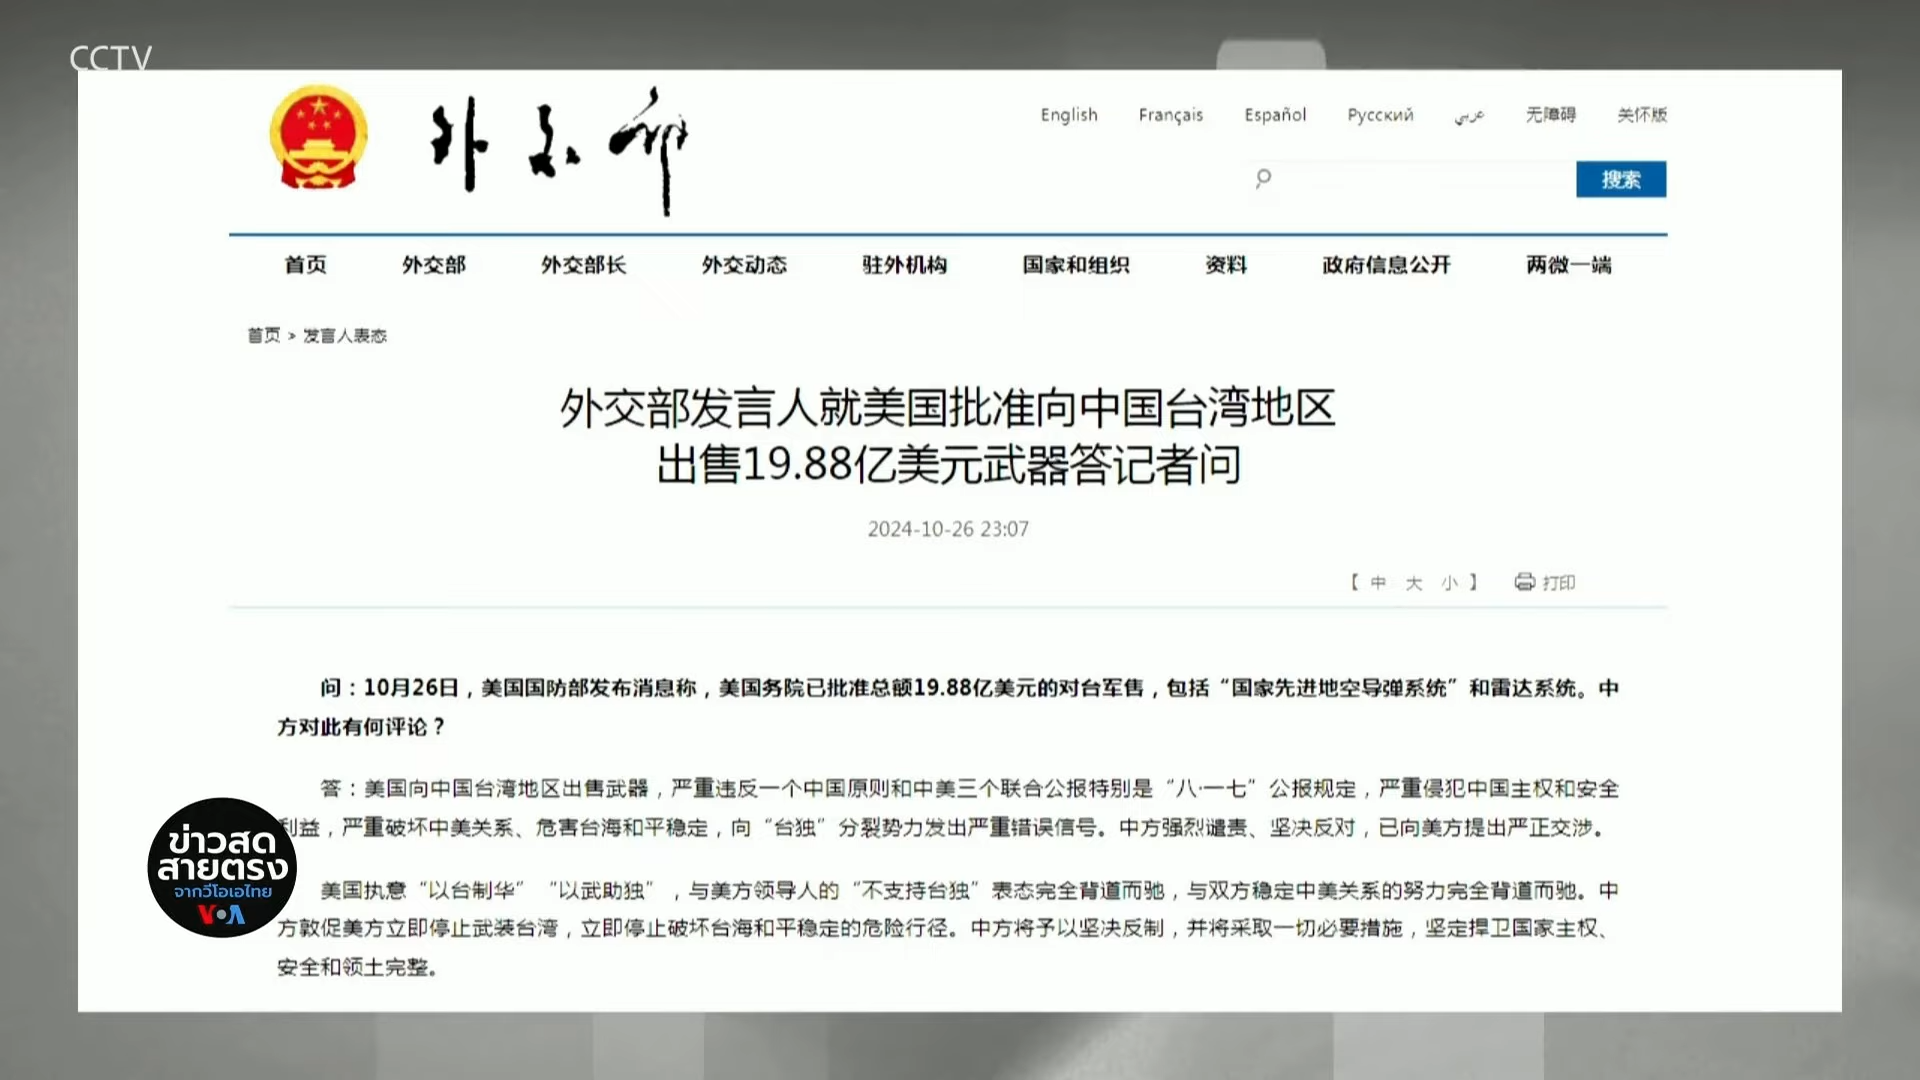 CCTV
外交部
English Français Español Русский عربي 无障碍 关怀版
搜索
首页 外交部 外交部长 外交动态 驻外机构 国家和组织 资料 政府信息公开 两微一端
首页 > 发言人表态
外交部发言人就美国批准向中国台湾地区
出售19.88亿美元武器答记者问
2024-10-26 23:07
【 中 大 小 】 打印
问：10月26日，美国国防部发布消息称，美国务院已批准总额19.88亿美元的对台军售，包括“国家先进地空导弹系统”和雷达系统。中
方对此有何评论？
答：美国向中国台湾地区出售武器，严重违反一个中国原则和中美三个联合公报特别是“八·一七”公报规定，严重侵犯中国主权和安全
利益，严重破坏中美关系、危害台海和平稳定，向“台独”分裂势力发出严重错误信号。中方强烈谴责、坚决反对，已向美方提出严正交涉。
美国执意“以台制华”“以武助独”，与美方领导人的“不支持台独”表态完全背道而驰，与双方稳定中美关系的努力完全背道而驰。中
方敦促美方立即停止武装台湾，立即停止破坏台海和平稳定的危险行径。中方将予以坚决反制，并将采取一切必要措施，坚定捍卫国家主权、
安全和领土完整。
ข่าวสด
สายตรง
จากวีโอเอไทย
VOA